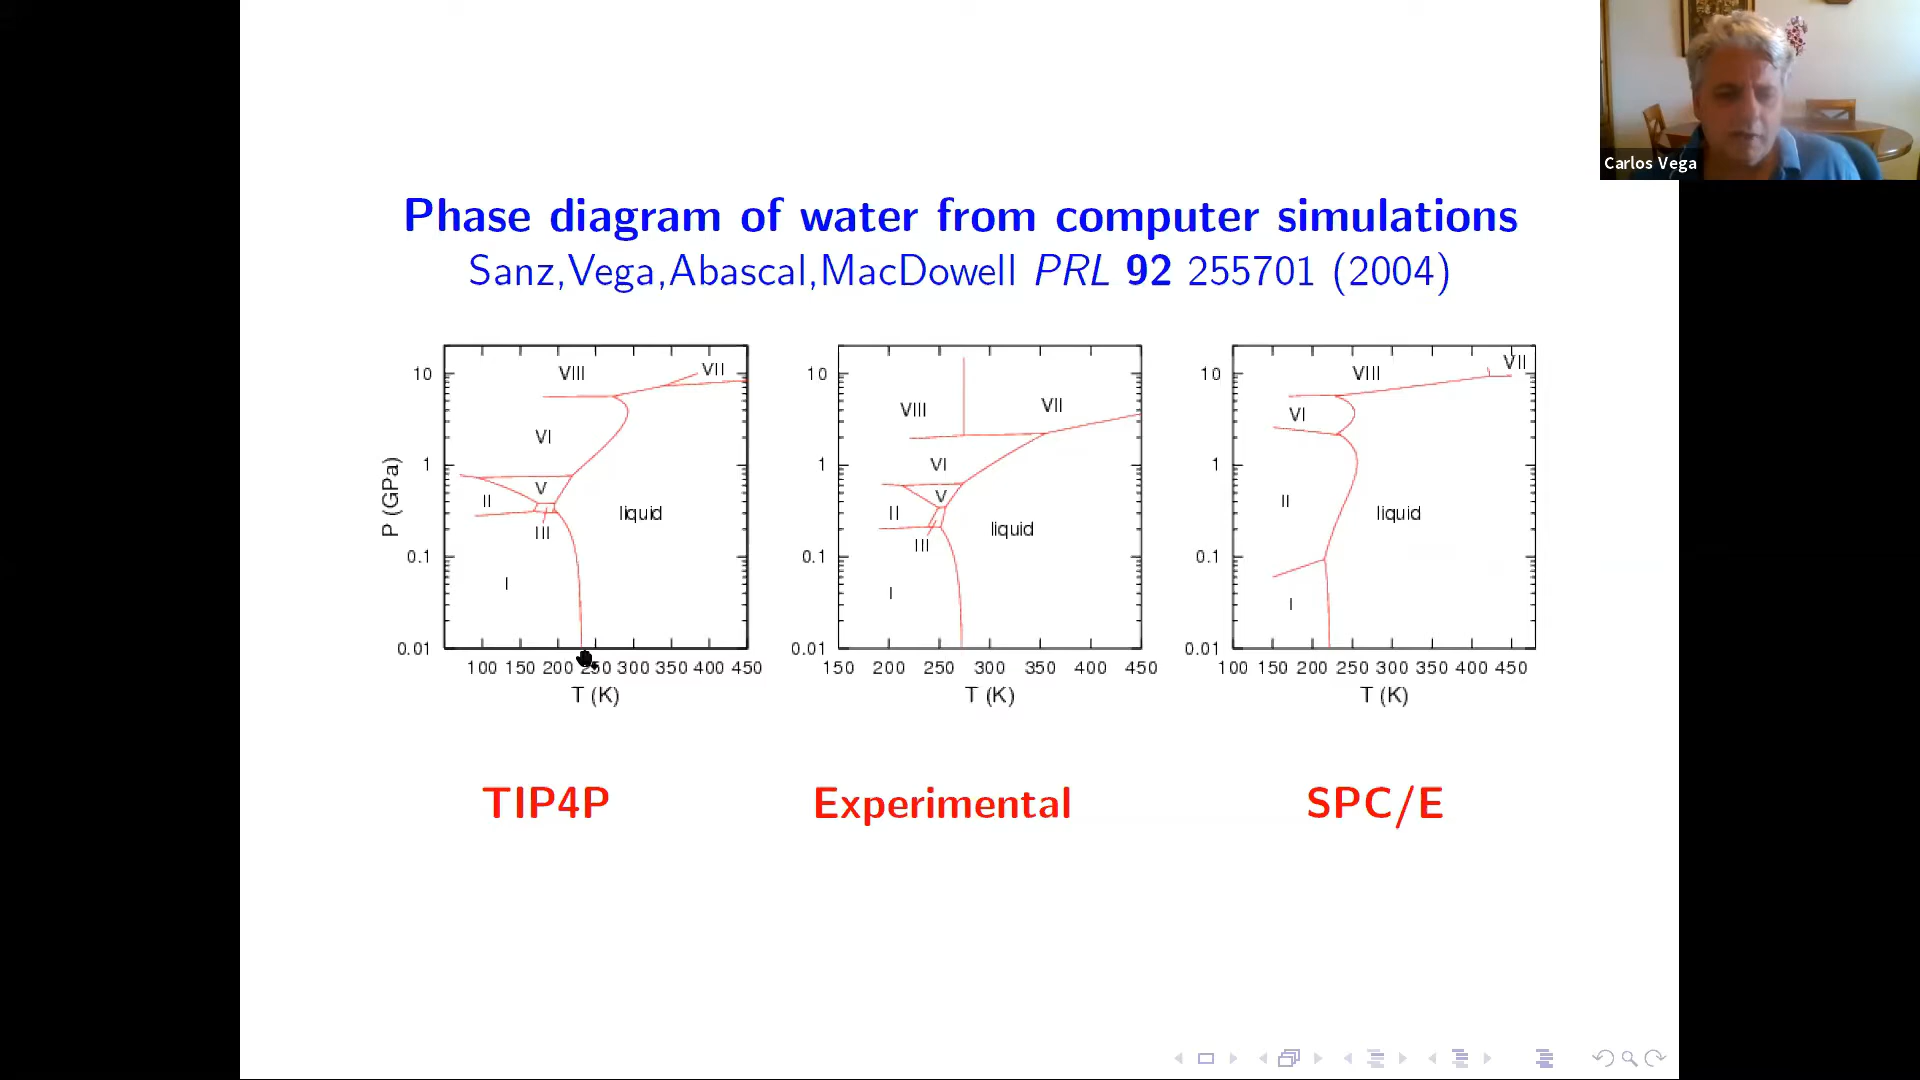 Carlos Vega
Phase diagram of water from computer simulations
Sanz,Vega,Abascal,MacDowell PRL 92 255701 (2004)
P (GPa)
10
1
0.1
0.01
VIII
VII
VI
V
II
III
I
liquid
100 150 200 250 300 350 400 450
T (K)
10
1
0.1
0.01
VIII
VII
VI
V
II
III
I
liquid
150 200 250 300 350 400 450
T (K)
10
1
0.1
0.01
VII
VIII
VI
II
I
liquid
100 150 200 250 300 350 400 450
T (K)
TIP4P
Experimental
SPC/E